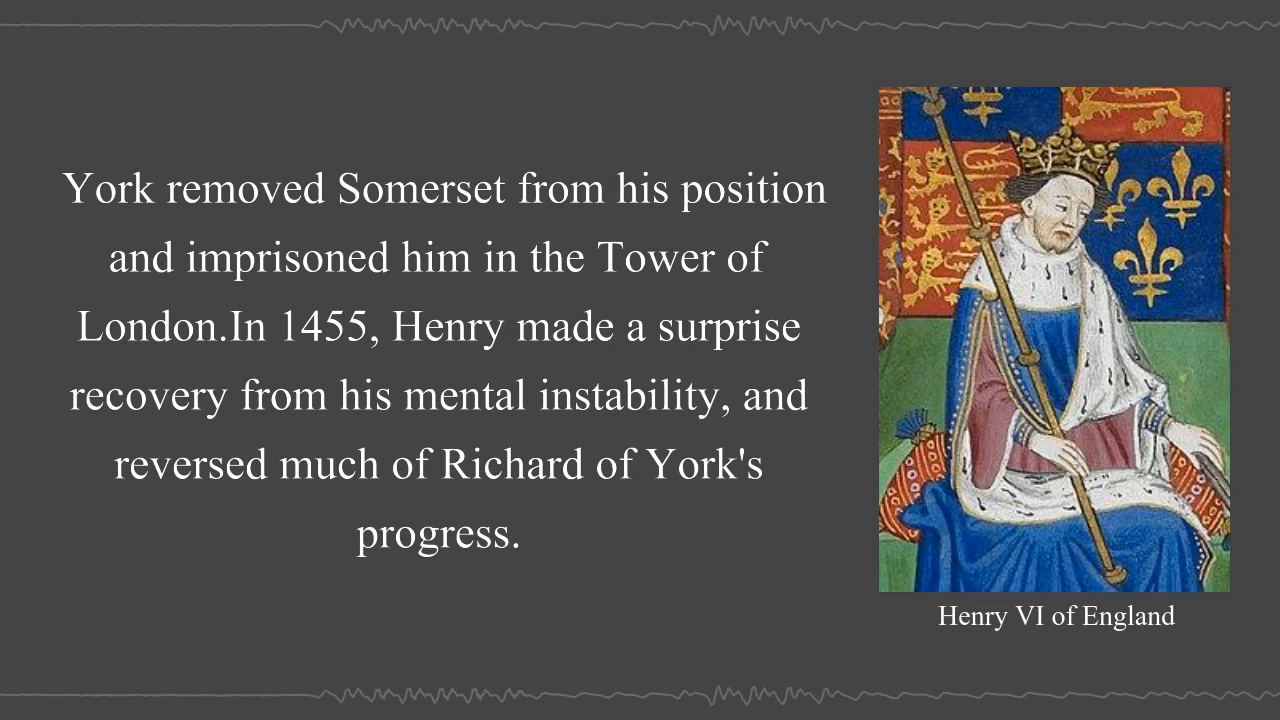 York removed Somerset from his position
and imprisoned him in the Tower of
London.In 1455, Henry made a surprise
recovery from his mental instability, and
reversed much of Richard of York's
progress.
Henry VI of England